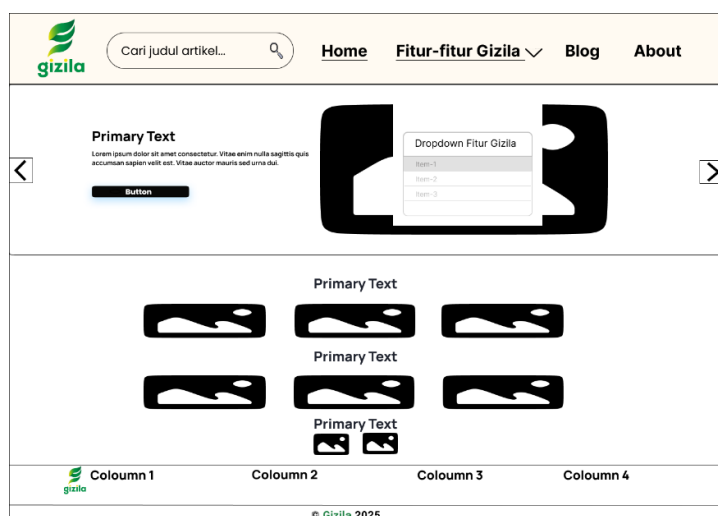 gizila
Cari judul artikel...
Home
Fitur-fitur Gizila
Blog
About
Primary Text
Lorem ipsum dolor sit amet consectetur. Vitae enim nulla sagittis quis
accumsan sapien velit est. Vitae auctor mauris sed urna dui.
Button
Dropdown Fitur Gizila
Item-1
Item-2
Item-3
Primary Text
Primary Text
Primary Text
gizila
Coloumn 1
Coloumn 2
Coloumn 3
Coloumn 4
© Gizila 2025